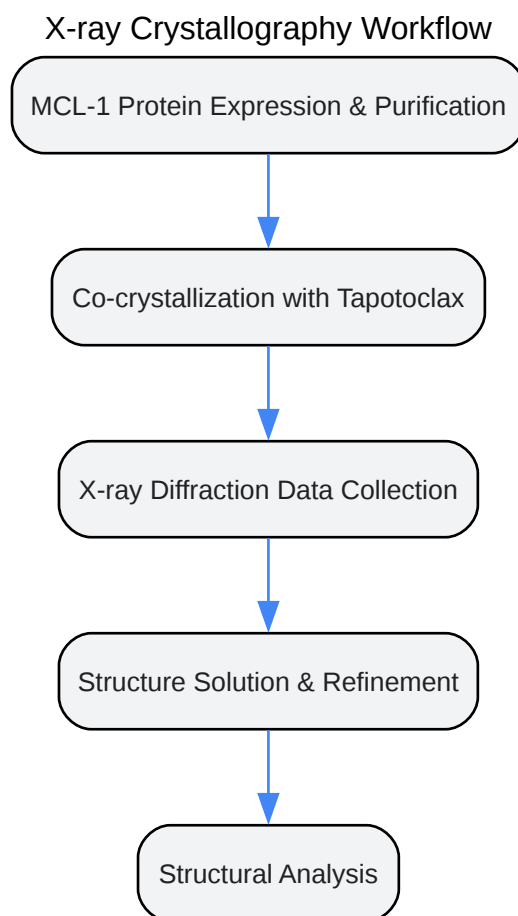 X-ray Crystallography Workflow
MCL-1 Protein Expression & Purification
Co-crystallization with Tapotoclax
X-ray Diffraction Data Collection
Structure Solution & Refinement
Structural Analysis